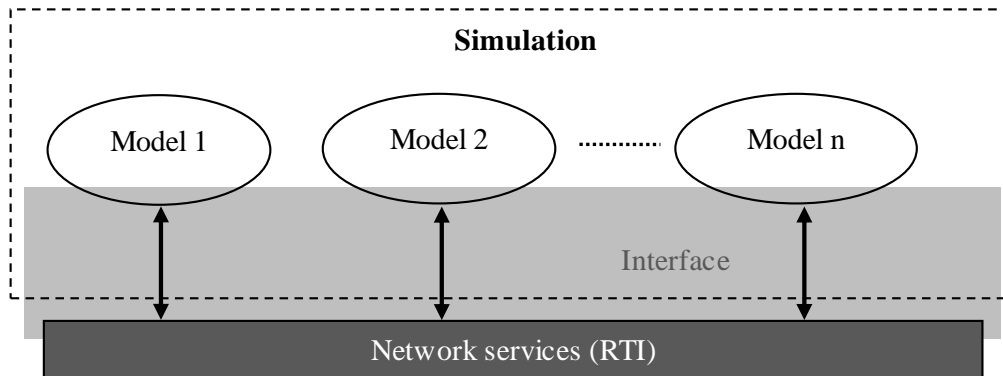 Simulation
Model 1
Model 2
Model n
Interface
Network services (RTI)